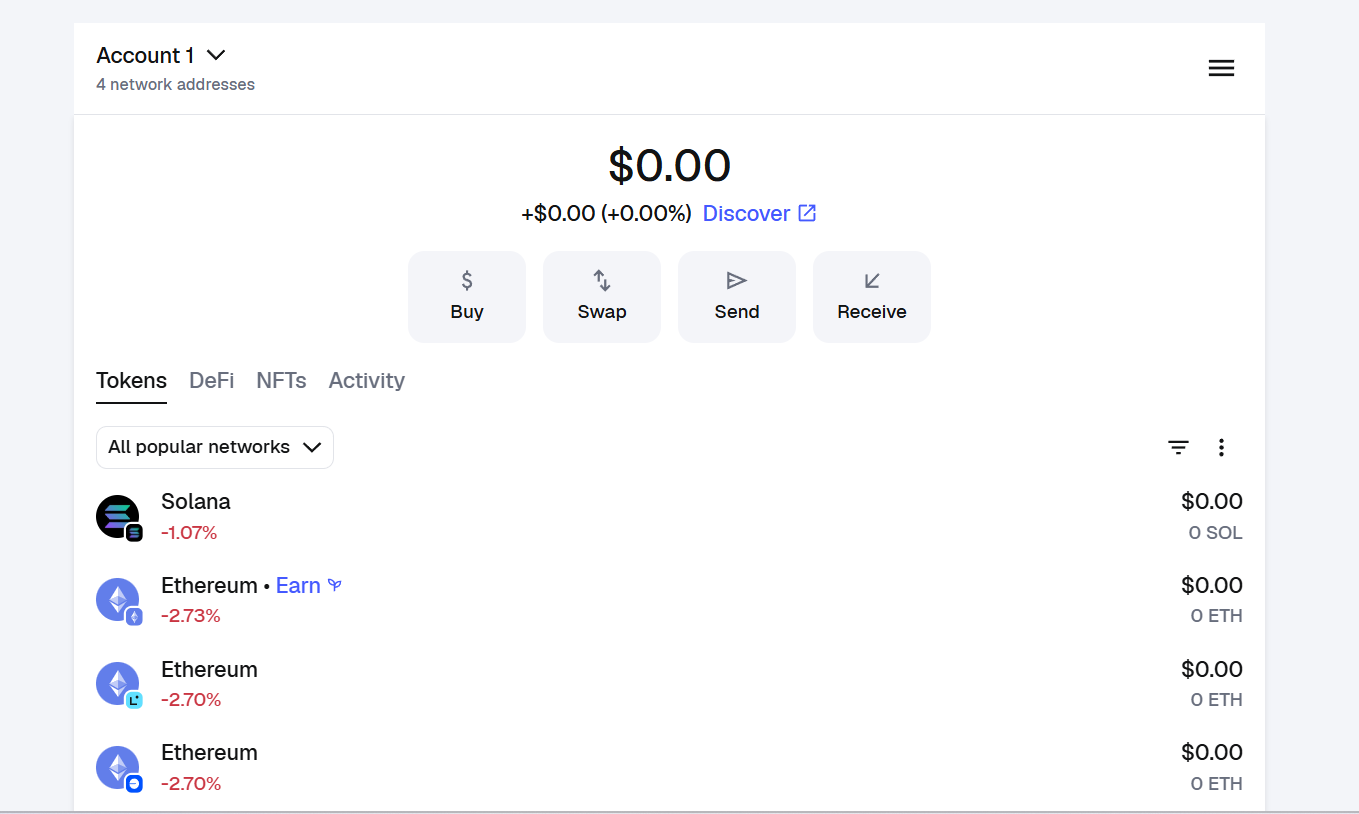 Account 1
4 network addresses
$0.00
+$0.00 (+0.00%) Discover
Buy Swap Send Receive
Tokens DeFi NFTs Activity
All popular networks
Solana $0.00
-1.07% 0 SOL
Ethereum • Earn $0.00
-2.73% 0 ETH
Ethereum $0.00
-2.70% 0 ETH
Ethereum $0.00
-2.70% 0 ETH